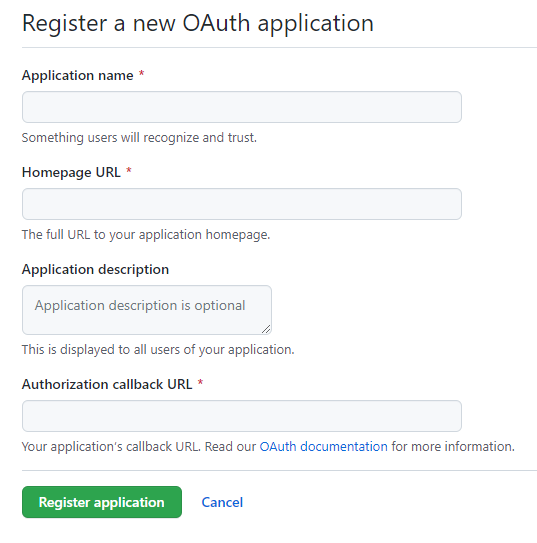 Register a new OAuth application
Application name *
Something users will recognize and trust.
Homepage URL *
The full URL to your application homepage.
Application description
Application description is optional
This is displayed to all users of your application.
Authorization callback URL *
Your application's callback URL. Read our OAuth documentation for more information.
Register application Cancel